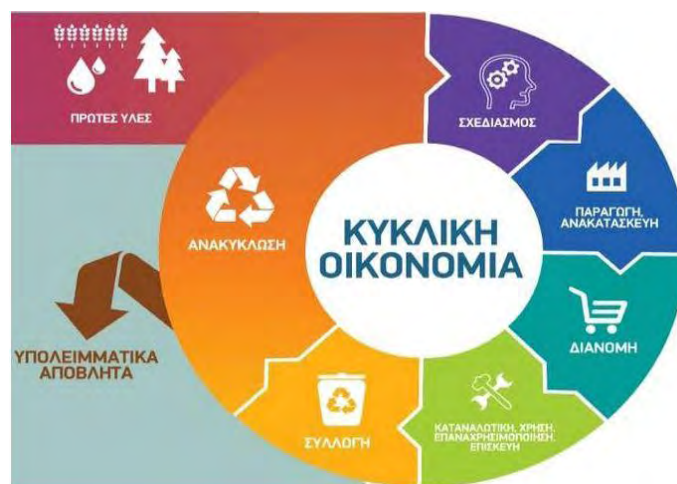 ΠΡΩΤΕΣ ΥΛΕΣ
ΣΧΕΔΙΑΣΜΟΣ
ΠΑΡΑΓΩΓΗ,
ΑΝΑΚΑΤΑΣΚΕΥΗ
ΔΙΑΝΟΜΗ
ΚΑΤΑΝΑΛΩΤΙΚΗ, ΧΡΗΣΗ,
ΕΠΑΝΑΧΡΗΣΙΜΟΠΟΙΗΣΗ,
ΕΠΙΣΚΕΥΗ
ΣΥΛΛΟΓΗ
ΑΝΑΚΥΚΛΩΣΗ
ΚΥΚΛΙΚΗ
ΟΙΚΟΝΟΜΙΑ
ΥΠΟΛΕΙΜΜΑΤΙΚΑ
ΑΠΟΒΛΗΤΑ